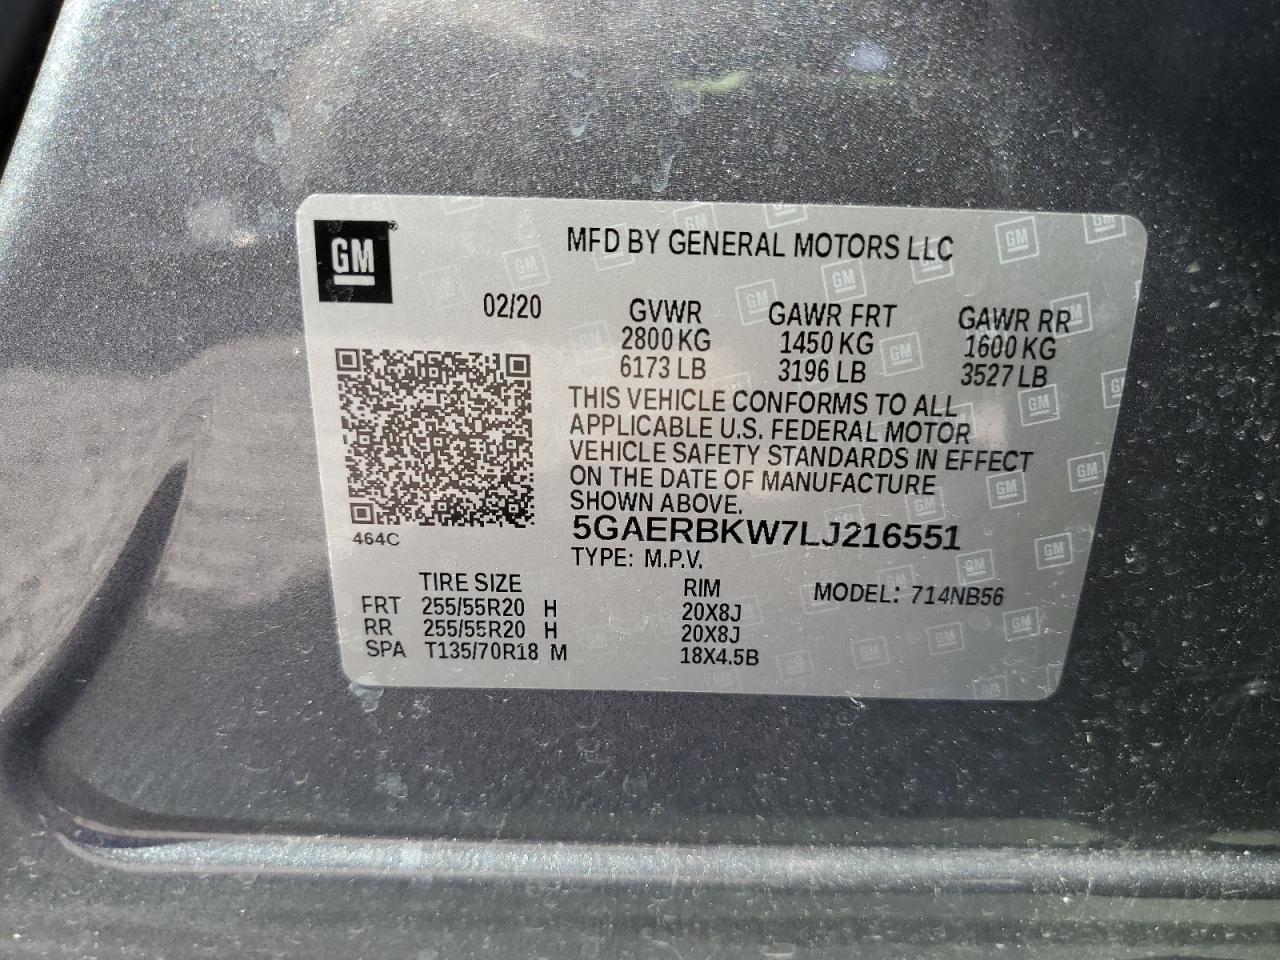 GM
MFD BY GENERAL MOTORS LLC
02/20 GVWR GAWR FRT GAWR RR
2800 KG 1450 KG 1600 KG
6173 LB 3196 LB 3527 LB
THIS VEHICLE CONFORMS TO ALL
APPLICABLE U.S. FEDERAL MOTOR
VEHICLE SAFETY STANDARDS IN EFFECT
ON THE DATE OF MANUFACTURE
SHOWN ABOVE.
5GAERBKW7LJ216551
464C
TYPE: M.P.V.
TIRE SIZE RIM MODEL: 714NB56
FRT 255/55R20 H 20X8J
RR 255/55R20 H 20X8J
SPA T135/70R18 M 18X4.5B